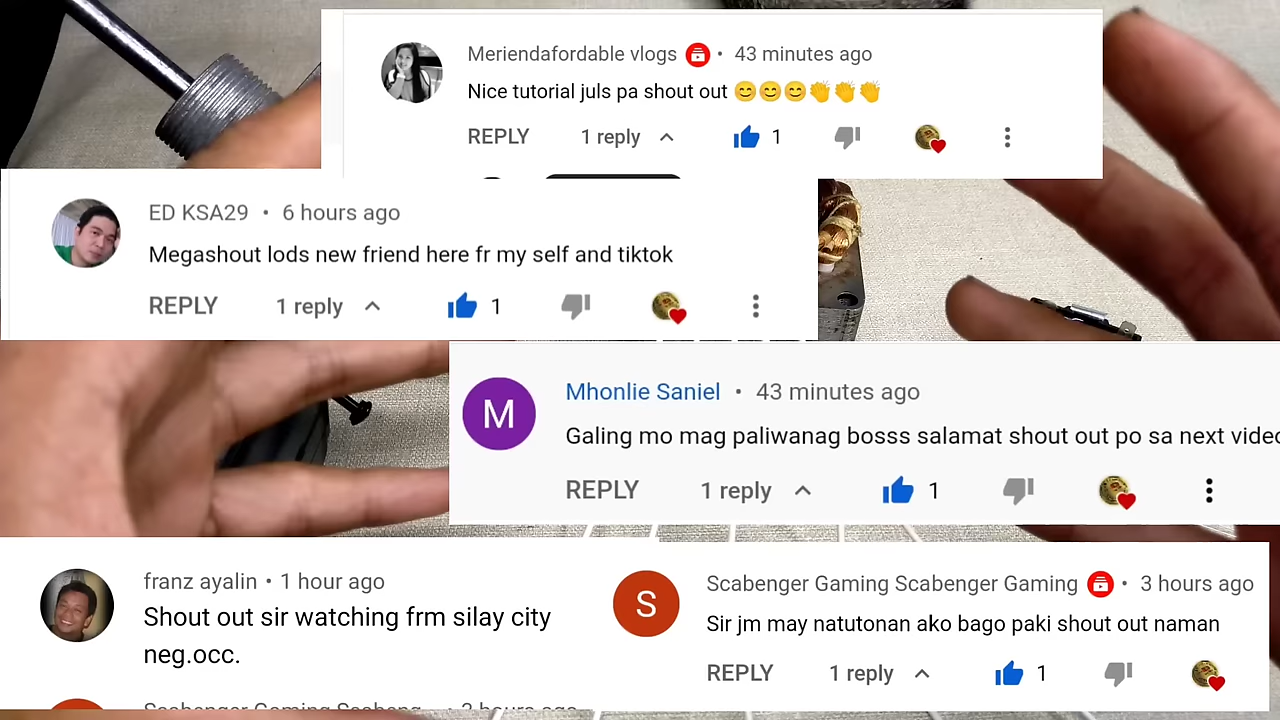 Meriendafordable vlogs • 43 minutes ago
Nice tutorial juls pa shout out 😊😊😊👏👏👏
REPLY 1 reply 1
ED KSA29 • 6 hours ago
Megashout lods new friend here fr my self and tiktok
REPLY 1 reply 1
M
Mhonlie Saniel • 43 minutes ago
Galing mo mag paliwanag bosss salamat shout out po sa next video
REPLY 1 reply 1
franz ayalin • 1 hour ago
Shout out sir watching frm silay city
neg.occ.
S
Scabenger Gaming Scabenger Gaming • 3 hours ago
Sir jm may natutonan ako bago paki shout out naman
REPLY 1 reply 1